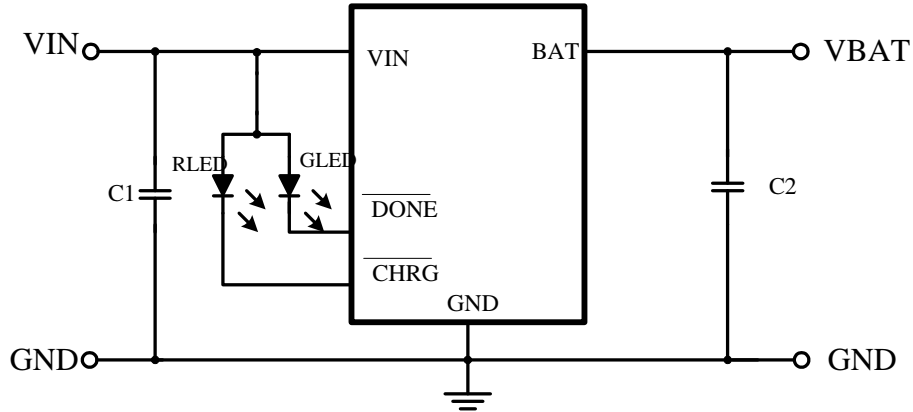 VIN
VIN
BAT
VBAT
RLED
GLED
C1
C2
DONE
CHRG
GND
GND
GND